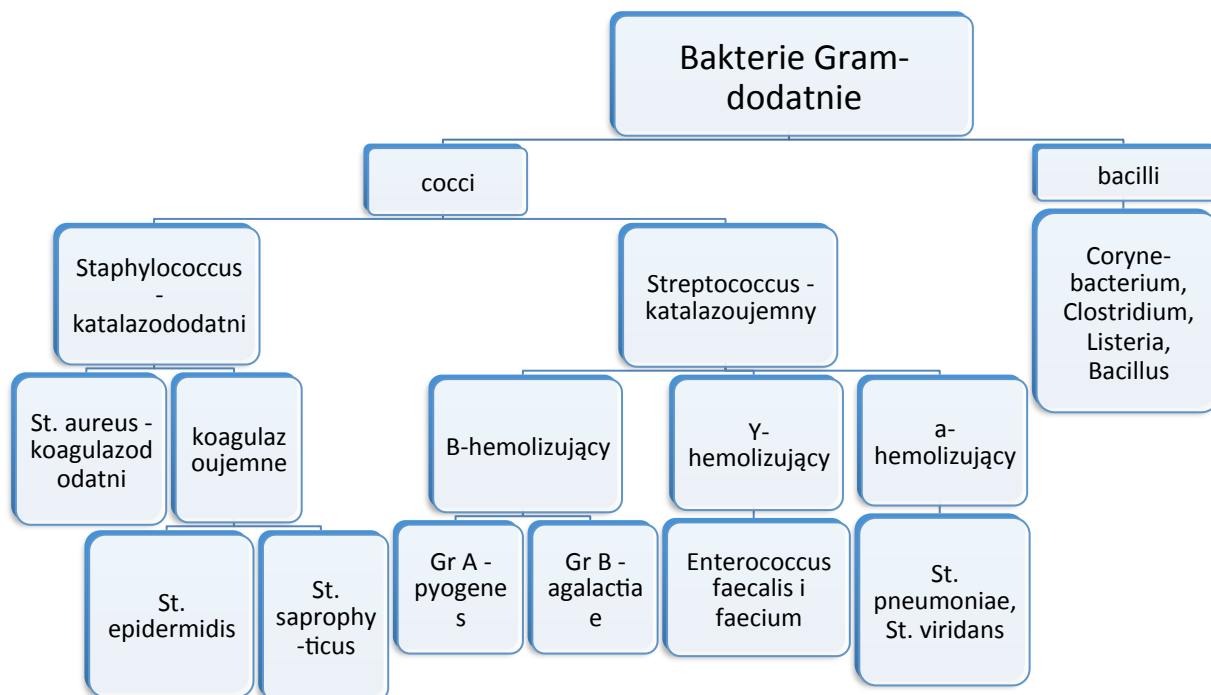 Bakterie Gram-
dodatnie
cocci
bacilli
Staphylococcus
-
katalazododatni
Streptococcus -
katalazoujemny
Coryne-
bacterium,
Clostridium,
Listeria,
Bacillus
St. aureus -
koagulazod
odatni
koagulaz
oujemne
B-hemolizujący
Y-
hemolizujący
a-
hemolizujący
St.
epidermidis
St.
saprophy
-ticus
Gr A -
pyogene
s
Gr B -
agalactia
e
Enterococcus
faecalis i
faecium
St.
pneumoniae,
St. viridans